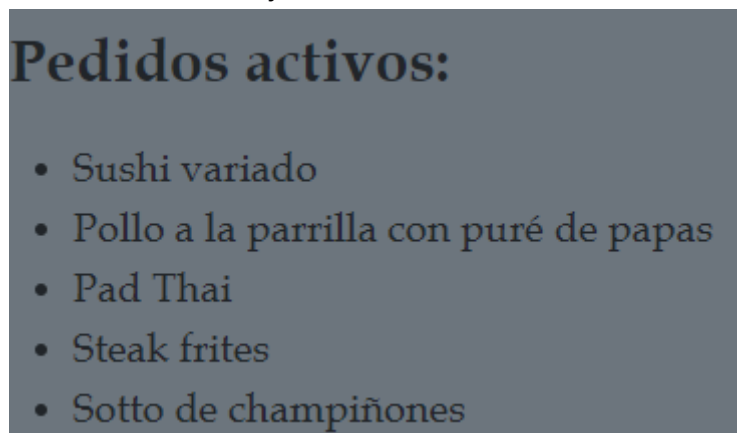 Pedidos activos:
• Sushi variado
• Pollo a la parrilla con puré de papas
• Pad Thai
• Steak frites
• Sotto de champiñones